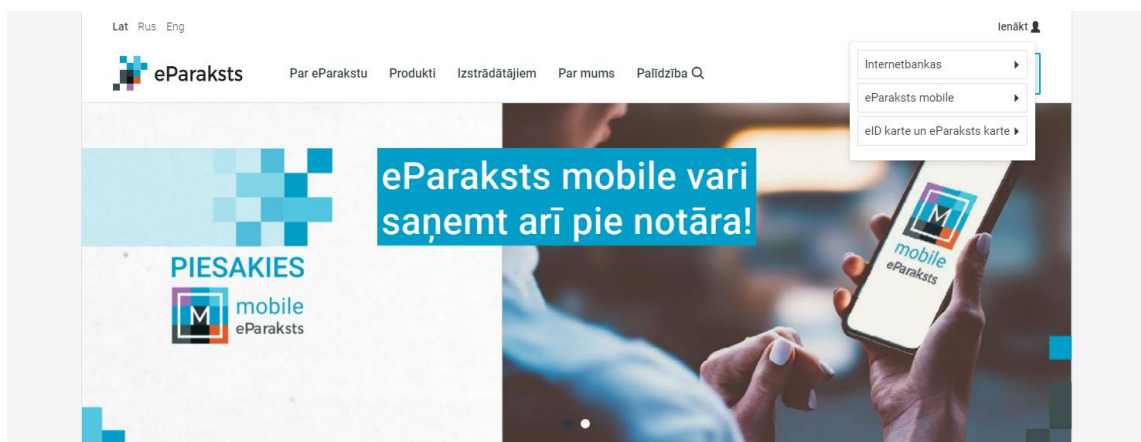 Lat Rus Eng
Ienākt
eParaksts
Par eParakstu Produkti Izstrādātājiem Par mums Palīdzība
Internetbankas
eParaksts mobile
eID karte un eParaksts karte
eParaksts mobile vari
saņemt arī pie notāra!
PIESAKIES
M
mobile
eParaksts
M
mobile
eParaksts